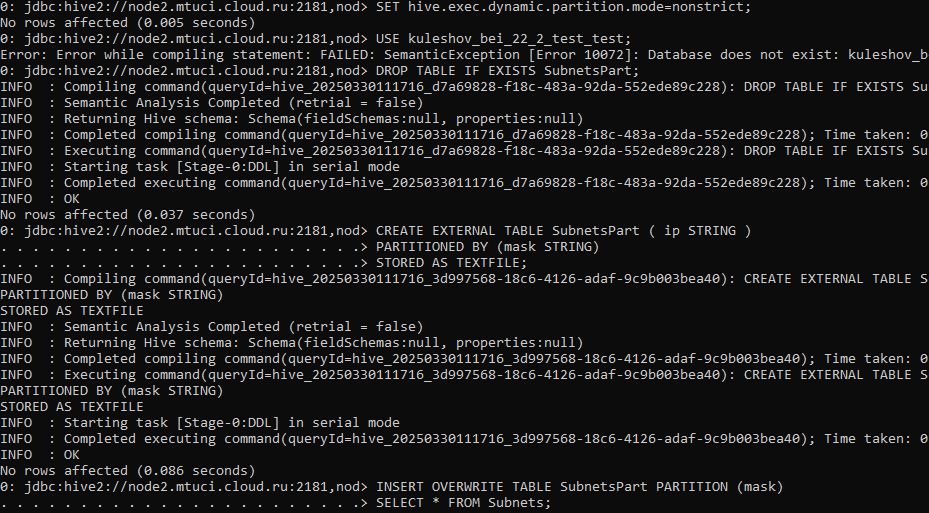 0: jdbc:hive2://node2.mtuci.cloud.ru:2181,nod> SET hive.exec.dynamic.partition.mode=nonstrict;
No rows affected (0.005 seconds)
0: jdbc:hive2://node2.mtuci.cloud.ru:2181,nod> USE kuleshov_bei_22_2_test_test;
Error: Error while compiling statement: FAILED: SemanticException [Error 10072]: Database does not exist: kuleshov_b
0: jdbc:hive2://node2.mtuci.cloud.ru:2181,nod> DROP TABLE IF EXISTS SubnetsPart;
INFO  : Compiling command(queryId=hive_20250330111716_d7a69828-f18c-483a-92da-552ede89c228): DROP TABLE IF EXISTS Su
INFO  : Semantic Analysis Completed (retrial = false)
INFO  : Returning Hive schema: Schema(fieldSchemas:null, properties:null)
INFO  : Completed compiling command(queryId=hive_20250330111716_d7a69828-f18c-483a-92da-552ede89c228); Time taken: 0
INFO  : Executing command(queryId=hive_20250330111716_d7a69828-f18c-483a-92da-552ede89c228): DROP TABLE IF EXISTS Su
INFO  : Starting task [Stage-0:DDL] in serial mode
INFO  : Completed executing command(queryId=hive_20250330111716_d7a69828-f18c-483a-92da-552ede89c228); Time taken: 0
INFO  : OK
No rows affected (0.037 seconds)
0: jdbc:hive2://node2.mtuci.cloud.ru:2181,nod> CREATE EXTERNAL TABLE SubnetsPart ( ip STRING )
. . . . . . . . . . . . . . . . . . . . . . .> PARTITIONED BY (mask STRING)
. . . . . . . . . . . . . . . . . . . . . . .> STORED AS TEXTFILE;
INFO  : Compiling command(queryId=hive_20250330111716_3d997568-18c6-4126-adaf-9c9b003bea40): CREATE EXTERNAL TABLE S
PARTITIONED BY (mask STRING)
STORED AS TEXTFILE
INFO  : Semantic Analysis Completed (retrial = false)
INFO  : Returning Hive schema: Schema(fieldSchemas:null, properties:null)
INFO  : Completed compiling command(queryId=hive_20250330111716_3d997568-18c6-4126-adaf-9c9b003bea40); Time taken: 0
INFO  : Executing command(queryId=hive_20250330111716_3d997568-18c6-4126-adaf-9c9b003bea40): CREATE EXTERNAL TABLE S
PARTITIONED BY (mask STRING)
STORED AS TEXTFILE
INFO  : Starting task [Stage-0:DDL] in serial mode
INFO  : Completed executing command(queryId=hive_20250330111716_3d997568-18c6-4126-adaf-9c9b003bea40); Time taken: 0
INFO  : OK
No rows affected (0.086 seconds)
0: jdbc:hive2://node2.mtuci.cloud.ru:2181,nod> INSERT OVERWRITE TABLE SubnetsPart PARTITION (mask)
. . . . . . . . . . . . . . . . . . . . . . .> SELECT * FROM Subnets;